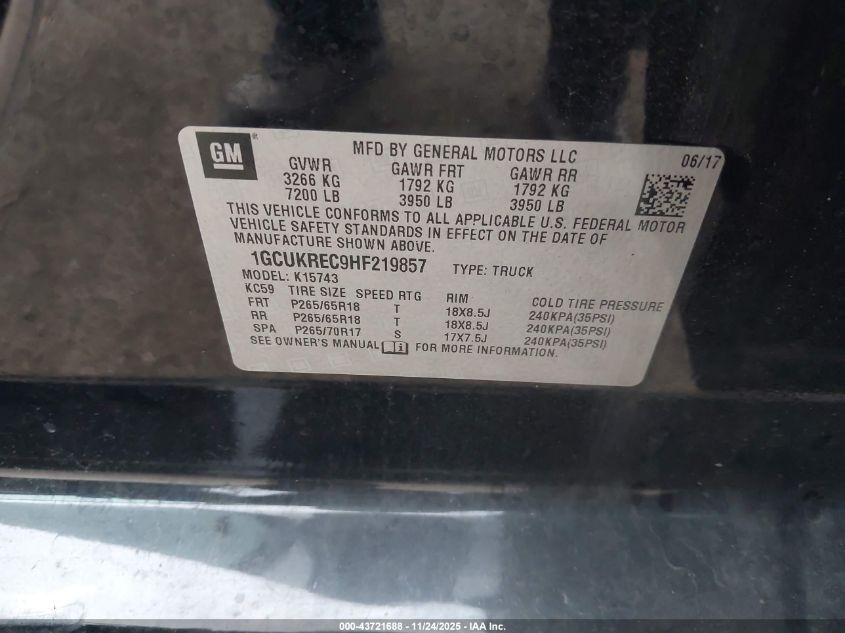 GM ®
MFD BY GENERAL MOTORS LLC 06/17
GVWR GAWR FRT GAWR RR
3266 KG 1792 KG 1792 KG
7200 LB 3950 LB 3950 LB
THIS VEHICLE CONFORMS TO ALL APPLICABLE U.S. FEDERAL MOTOR
VEHICLE SAFETY STANDARDS IN EFFECT ON THE DATE OF
MANUFACTURE SHOWN ABOVE.
1GCUKREC9HF219857 TYPE: TRUCK
MODEL: K15743
KC59 TIRE SIZE SPEED RTG RIM COLD TIRE PRESSURE
FRT P265/65R18 T 18X8.5J 240KPA(35PSI)
RR P265/65R18 T 18X8.5J 240KPA(35PSI)
SPA P265/70R17 S 17X7.5J 240KPA(35PSI)
SEE OWNER'S MANUAL i FOR MORE INFORMATION.
000-43721688 - 11/24/2025 - IAAI.COM